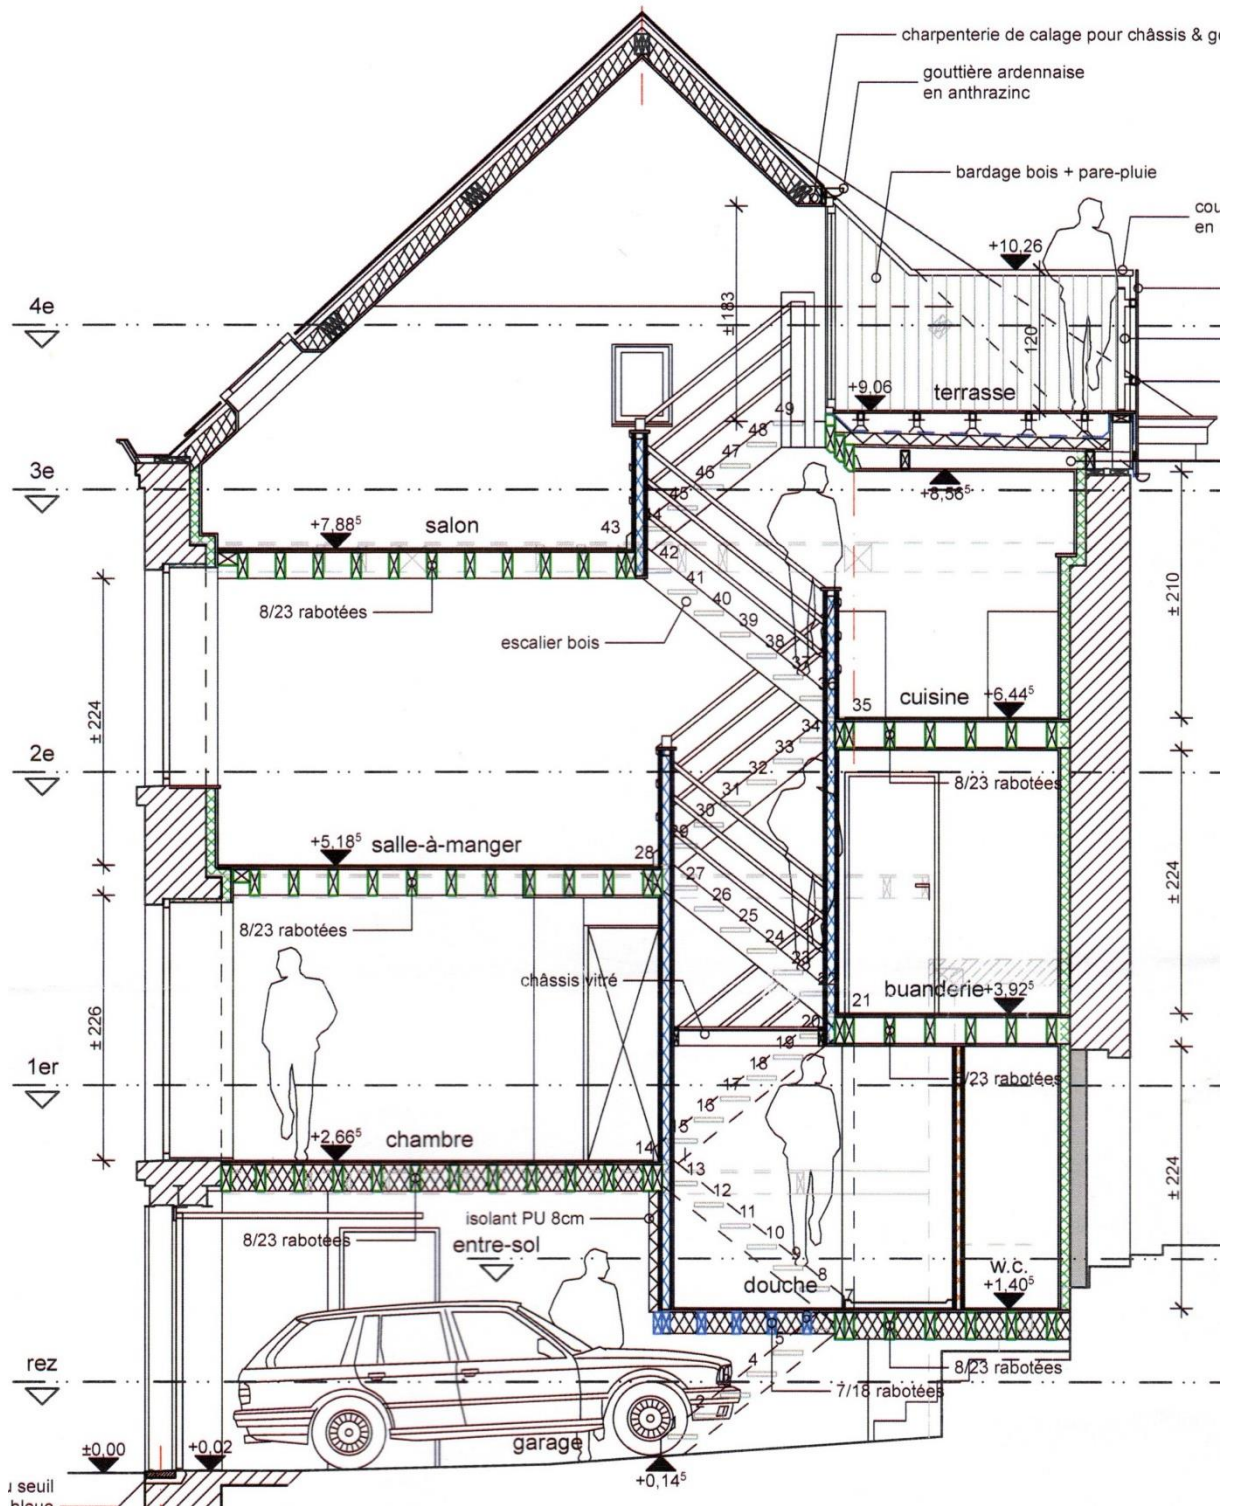 charpenterie de calage pour châssis & g
gouttière ardennaise
en anthrazinc
bardage bois + pare-pluie
cou
en
+10,26
4e
±183
120
+9,06
terrasse
49
48
47
46
45
44
3e
+8,56⁵
+7,88⁵
salon
43
42
41
40
39
38
37
36
8/23 rabotées
escalier bois
±210
cuisine
+6,44⁵
35
34
33
32
31
30
29
±224
2e
8/23 rabotées
+5,18⁵
salle-à-manger
28
27
26
25
24
23
22
8/23 rabotées
±224
châssis vitré
buanderie
+3,92⁵
21
20
19
18
17
16
15
±226
1er
8/23 rabotées
+2,66⁵
chambre
14
13
12
11
10
9
8
7
±224
isolant PU 8cm
8/23 rabotées
entre-sol
w.c.
+1,40⁵
douche
5
4
2
rez
8/23 rabotées
7/18 rabotées
±0,00
+0,02
garage
+0,14⁵
u seuil
bleue